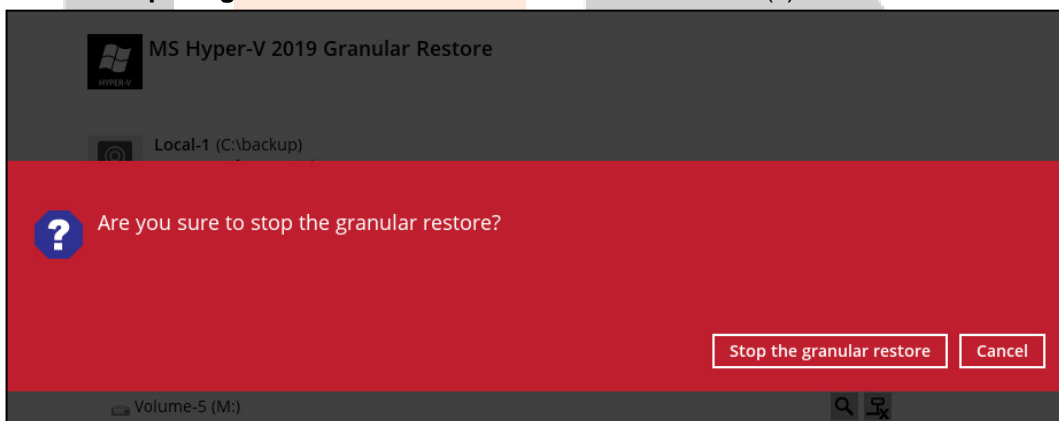 MS Hyper-V 2019 Granular Restore
HYPER-V
Local-1 (C:\backup)
Are you sure to stop the granular restore?
Stop the granular restore
Cancel
Volume-5 (M:)